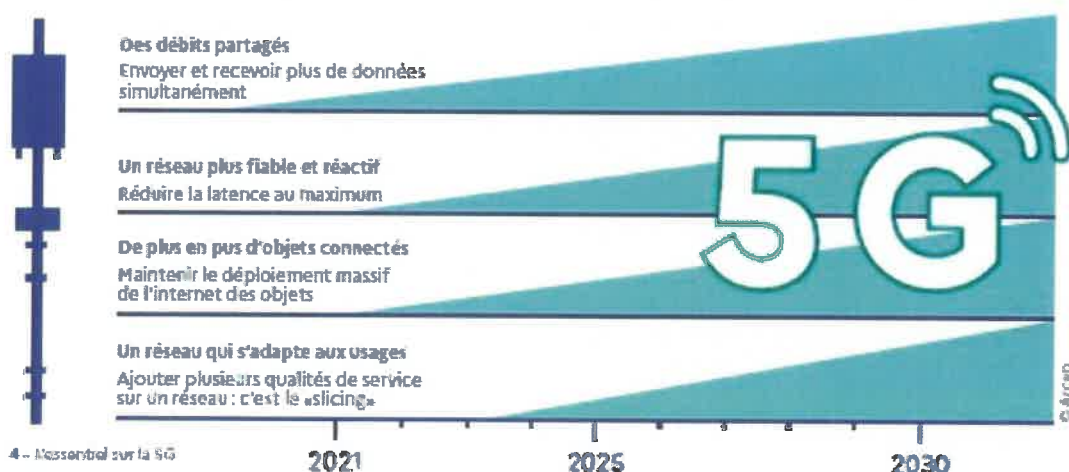 Des débits partagés
Envoyer et recevoir plus de données
simultanément
Un réseau plus fiable et réactif
Réduire la latence au maximum
De plus en pus d'objets connectés
Maintenir le déploiement massif
de l'internet des objets
Un réseau qui s'adapte aux usages
Ajouter plusieurs qualités de service
sur un réseau : c'est le «slicing»
5G
2021
2025
2030
4 - L'essentiel sur la 5G
© Arcep